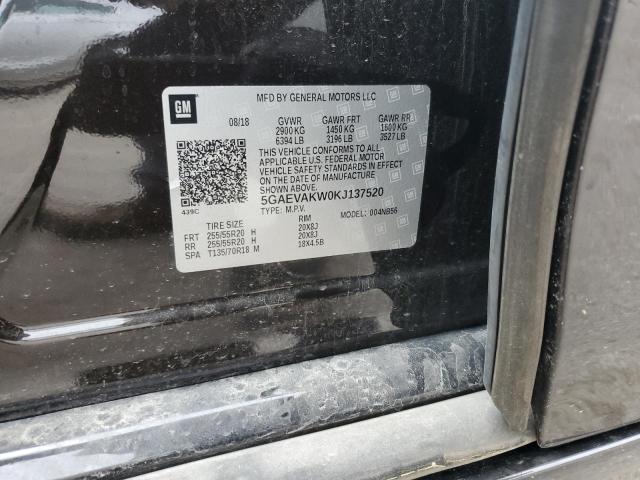 GM
MFD BY GENERAL MOTORS LLC
08/18 GVWR GAWR FRT GAWR RR
2900 KG 1450 KG 1600 KG
6394 LB 3196 LB 3527 LB
THIS VEHICLE CONFORMS TO ALL
APPLICABLE U.S. FEDERAL MOTOR
VEHICLE SAFETY STANDARDS IN EFFECT
ON THE DATE OF MANUFACTURE
SHOWN ABOVE.
5GAEVAKW0KJ137520
439C
TYPE: M.P.V. MODEL: 004NB56
TIRE SIZE RIM
FRT 255/55R20 H 20X8J
RR 255/55R20 H 20X8J
SPA T135/70R18 M 18X4.5B